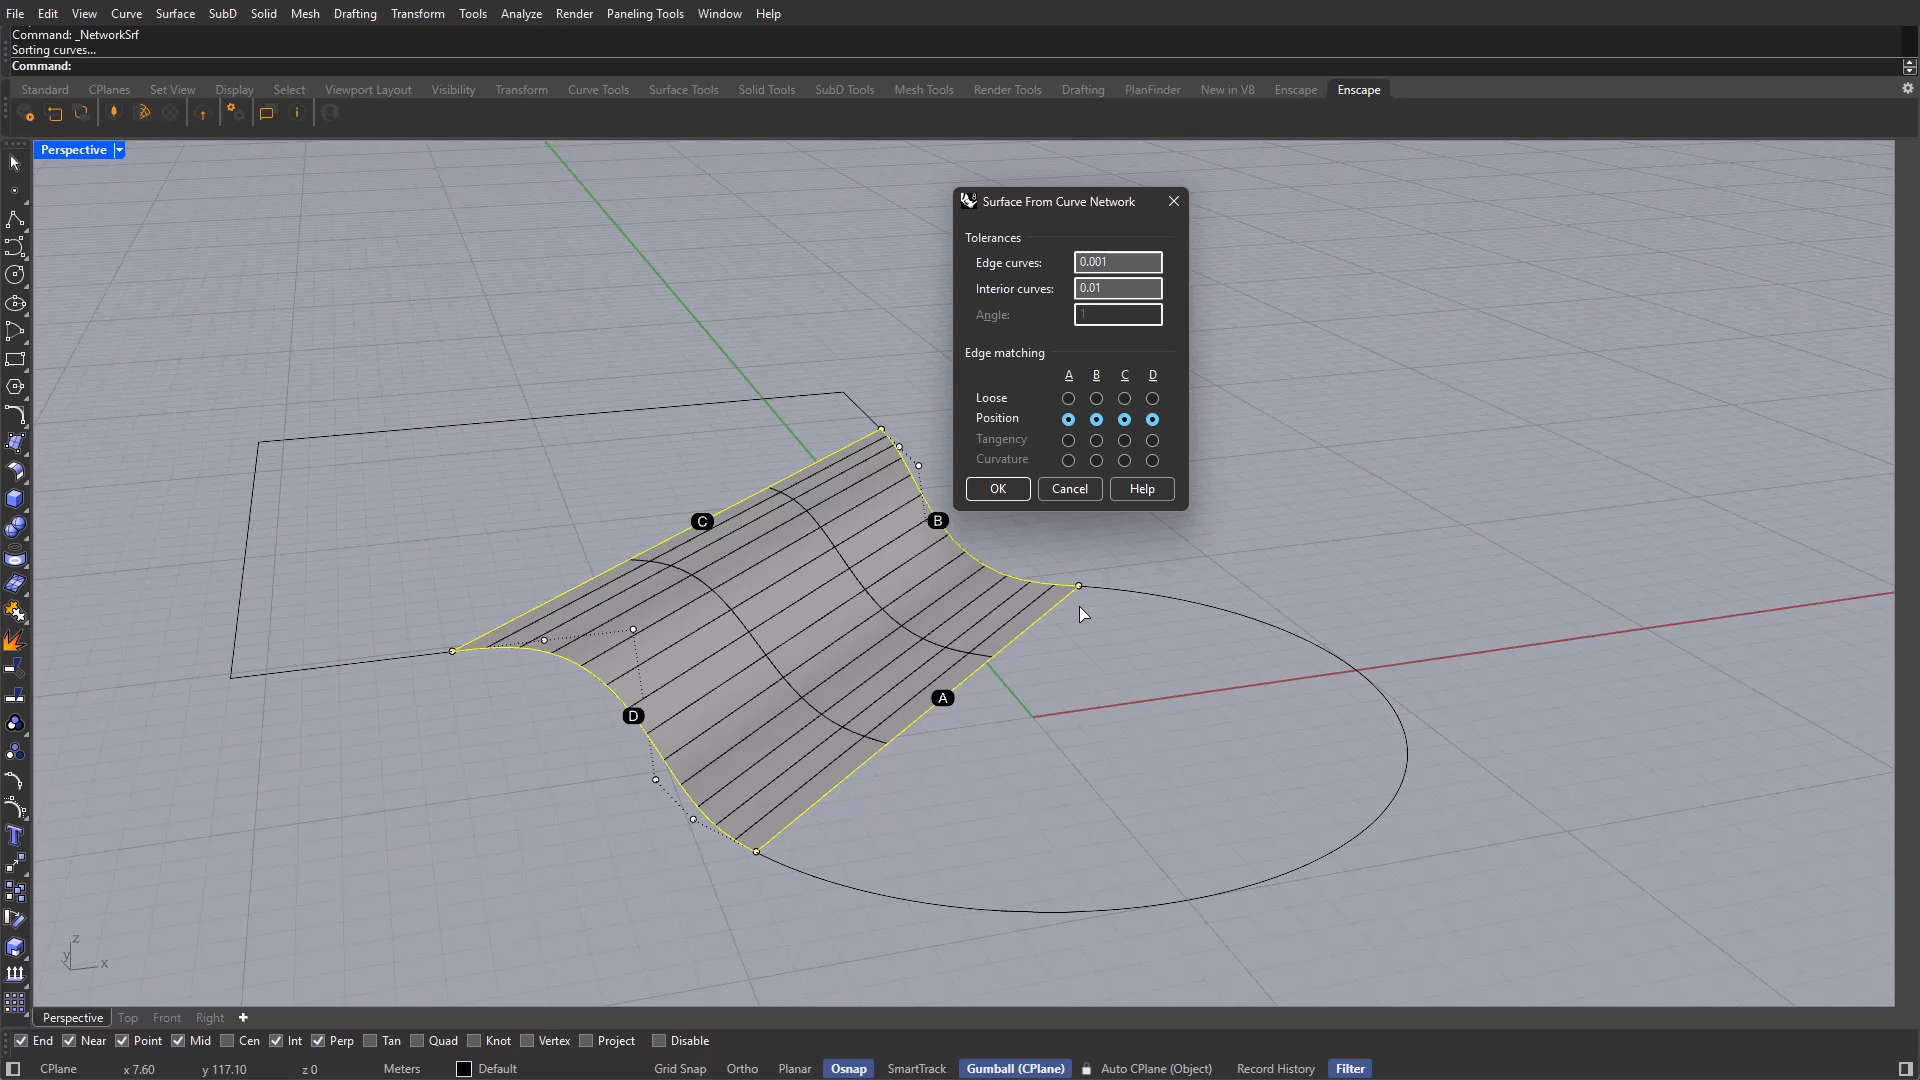 File Edit View Curve Surface SubD Solid Mesh Drafting Transform Tools Analyze Render Paneling Tools Window Help
Command: _NetworkSrf
Sorting curves...
Command:
Standard CPlanes Set View Display Select Viewport Layout Visibility Transform Curve Tools Surface Tools Solid Tools SubD Tools Mesh Tools Render Tools Drafting PlanFinder New in V8 Enscape Enscape
Perspective
Surface From Curve Network
Tolerances
Edge curves: 0.001
Interior curves: 0.01
Angle: 1
Edge matching
A B C D
Loose
Position
Tangency
Curvature
OK Cancel Help
C
B
A
D
z
y
x
Perspective Top Front Right
End Near Point Mid Cen Int Perp Tan Quad Knot Vertex Project Disable
CPlane x 7.60 y 117.10 z 0 Meters Default Grid Snap Ortho Planar Osnap SmartTrack Gumball (CPlane) Auto CPlane (Object) Record History Filter